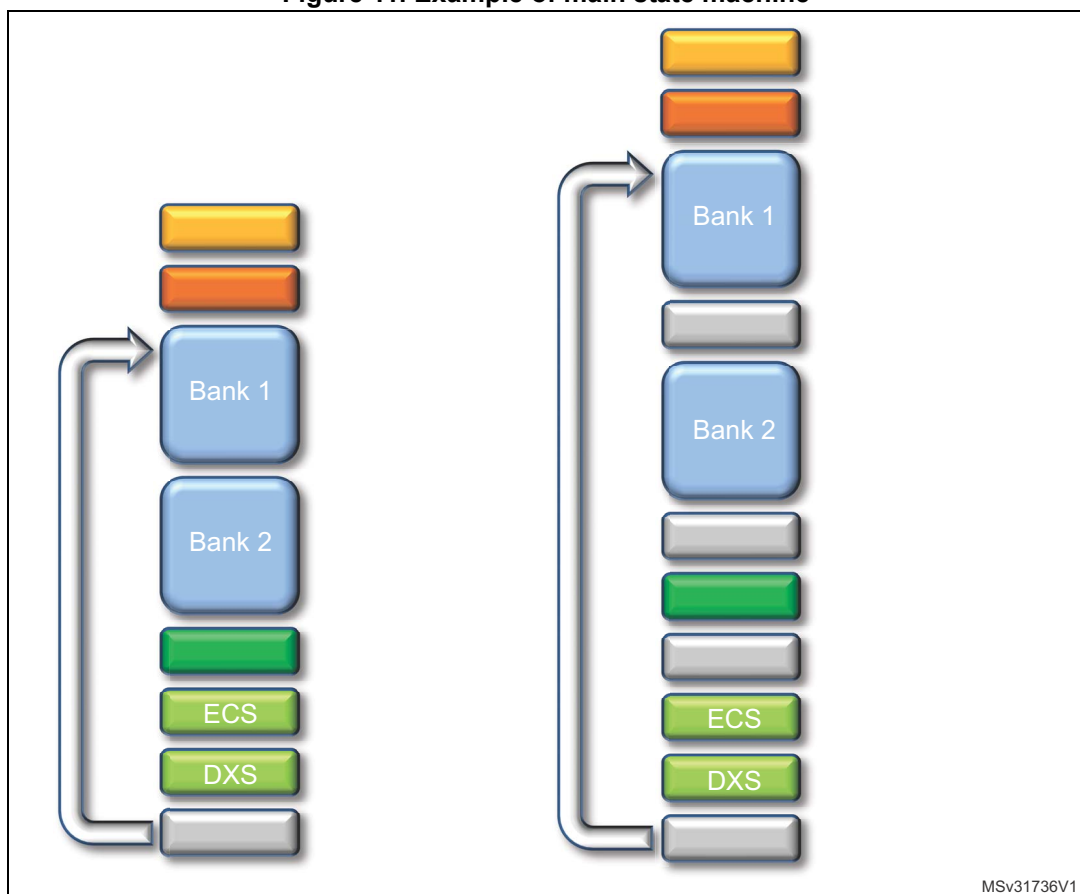 Figure 11. Example of main state machine
Bank 1
Bank 2
ECS
DXS
Bank 1
Bank 2
ECS
DXS
MSv31736V1